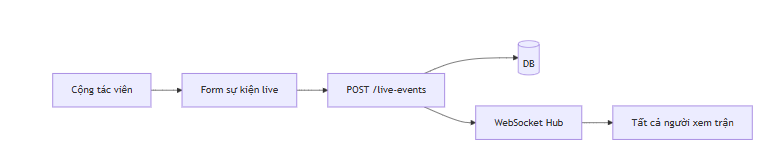 Cộng tác viên
Form sự kiện live
POST /live-events
DB
WebSocket Hub
Tất cả người xem trận